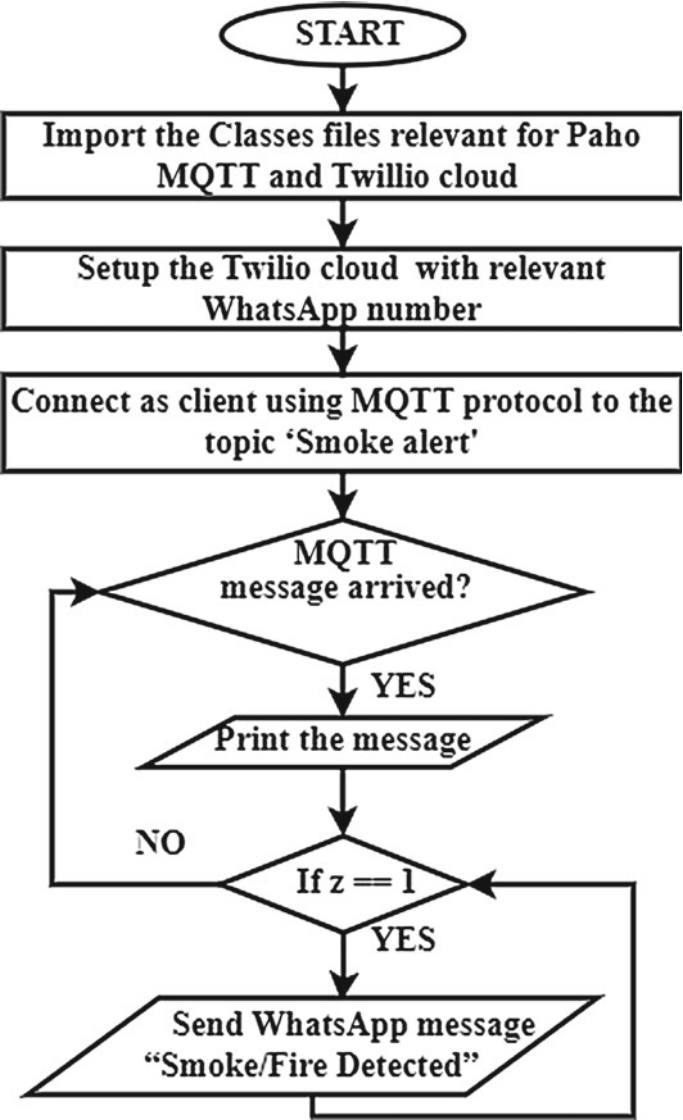 START
Import the Classes files relevant for Paho
MQTT and Twillio cloud
Setup the Twilio cloud with relevant
WhatsApp number
Connect as client using MQTT protocol to the
topic ‘Smoke alert'
MQTT
message arrived?
YES
Print the message
NO
If z == 1
YES
Send WhatsApp message
“Smoke/Fire Detected”